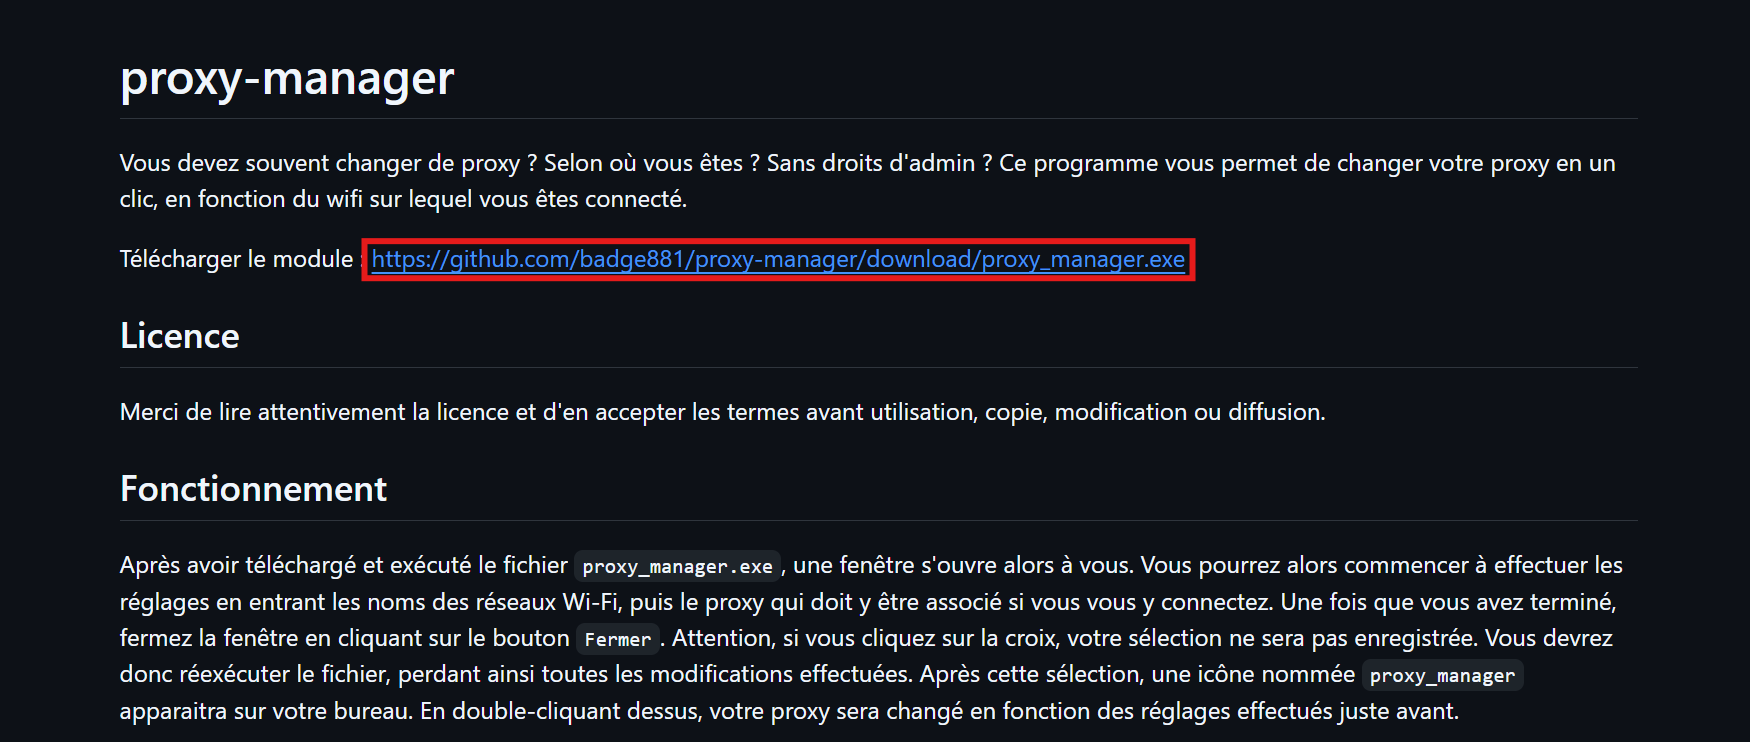 proxy-manager
Vous devez souvent changer de proxy ? Selon où vous êtes ? Sans droits d'admin ? Ce programme vous permet de changer votre proxy en un
clic, en fonction du wifi sur lequel vous êtes connecté.
Télécharger le module : https://github.com/badge881/proxy-manager/download/proxy_manager.exe
Licence
Merci de lire attentivement la licence et d'en accepter les termes avant utilisation, copie, modification ou diffusion.
Fonctionnement
Après avoir téléchargé et exécuté le fichier proxy_manager.exe, une fenêtre s'ouvre alors à vous. Vous pourrez alors commencer à effectuer les
réglages en entrant les noms des réseaux Wi-Fi, puis le proxy qui doit y être associé si vous vous y connectez. Une fois que vous avez terminé,
fermez la fenêtre en cliquant sur le bouton Fermer. Attention, si vous cliquez sur la croix, votre sélection ne sera pas enregistrée. Vous devrez
donc réexécuter le fichier, perdant ainsi toutes les modifications effectuées. Après cette sélection, une icône nommée proxy_manager
apparaitra sur votre bureau. En double-cliquant dessus, votre proxy sera changé en fonction des réglages effectués juste avant.